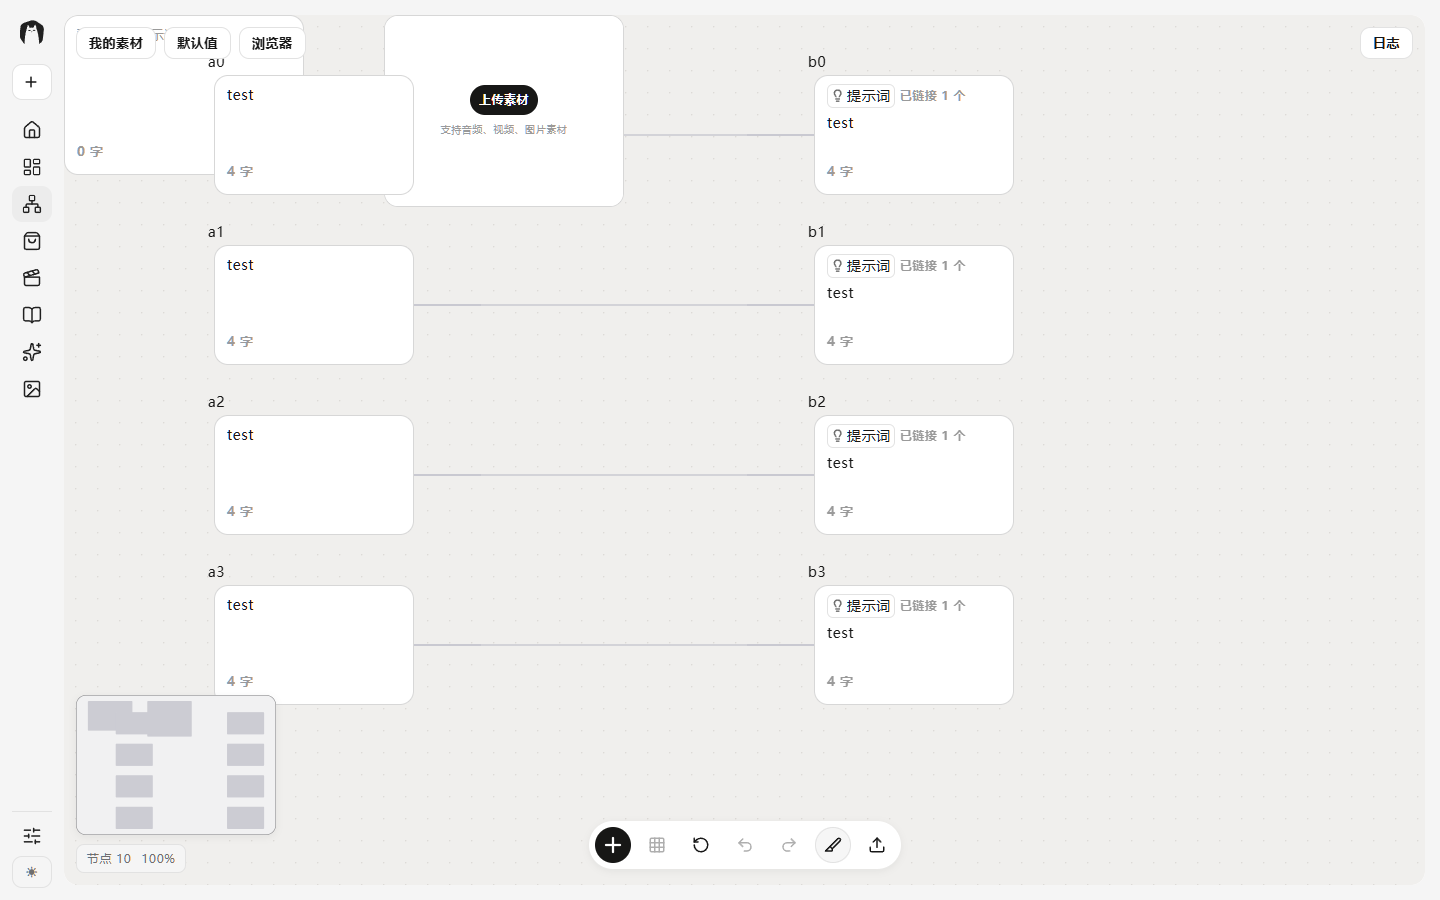 我的素材
默认值
浏览器
日志
示
0 字
a0
test
4 字
上传素材
支持音频、视频、图片素材
b0
提示词 已链接 1 个
test
4 字
a1
test
4 字
b1
提示词 已链接 1 个
test
4 字
a2
test
4 字
b2
提示词 已链接 1 个
test
4 字
a3
test
4 字
b3
提示词 已链接 1 个
test
4 字
节点 10 100%